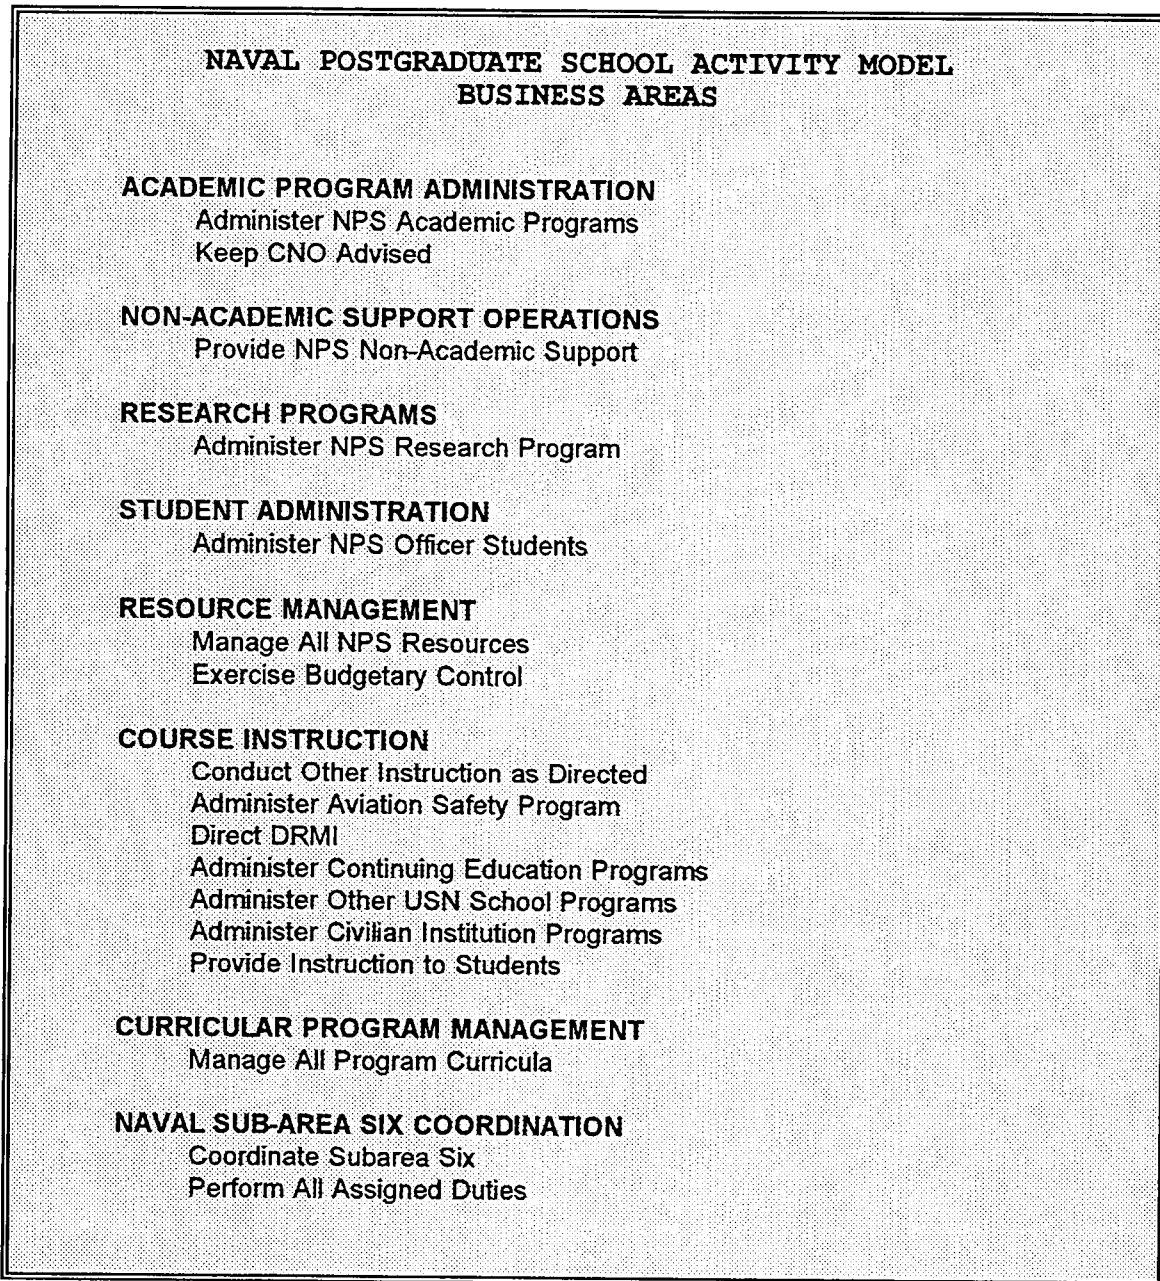 NAVAL POSTGRADUATE SCHOOL ACTIVITY MODEL
BUSINESS AREAS
ACADEMIC PROGRAM ADMINISTRATION
Administer NPS Academic Programs
Keep CNO Advised
NON-ACADEMIC SUPPORT OPERATIONS
Provide NPS Non-Academic Support
RESEARCH PROGRAMS
Administer NPS Research Program
STUDENT ADMINISTRATION
Administer NPS Officer Students
RESOURCE MANAGEMENT
Manage All NPS Resources
Exercise Budgetary Control
COURSE INSTRUCTION
Conduct Other Instruction as Directed
Administer Aviation Safety Program
Direct DRMI
Administer Continuing Education Programs
Administer Other USN School Programs
Administer Civilian Institution Programs
Provide Instruction to Students
CURRICULAR PROGRAM MANAGEMENT
Manage All Program Curricula
NAVAL SUB-AREA SIX COORDINATION
Coordinate Subarea Six
Perform All Assigned Duties